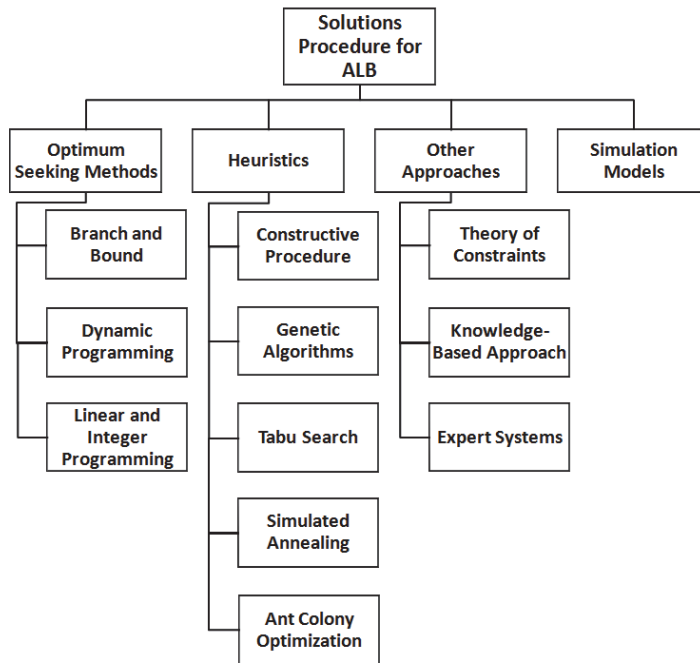 Solutions
Procedure for
ALB
Optimum
Seeking Methods
Heuristics
Other
Approaches
Simulation
Models
Branch and
Bound
Dynamic
Programming
Linear and
Integer
Programming
Constructive
Procedure
Genetic
Algorithms
Tabu Search
Simulated
Annealing
Ant Colony
Optimization
Theory of
Constraints
Knowledge-
Based Approach
Expert Systems